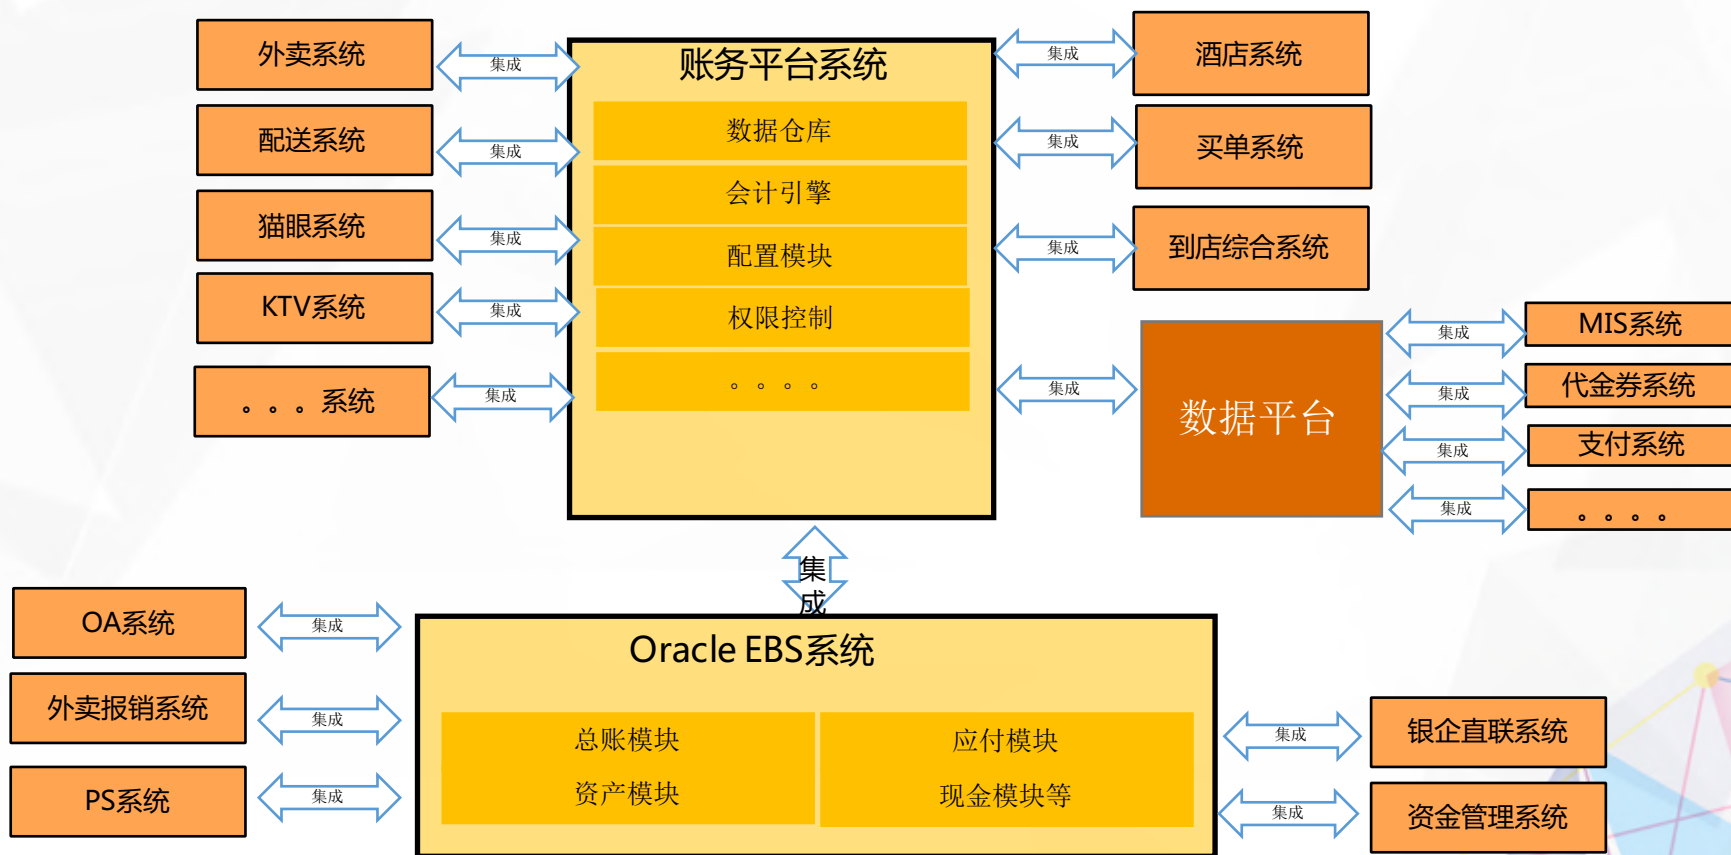 外卖系统
集成
账务平台系统
集成
酒店系统
配送系统
集成
数据仓库
集成
买单系统
会计引擎
猫眼系统
集成
配置模块
集成
到店综合系统
KTV系统
集成
权限控制
集成
MIS系统
。。。系统
集成
。。。。
集成
数据平台
集成
代金券系统
集成
支付系统
集成
。。。。
集成
OA系统
集成
Oracle EBS系统
外卖报销系统
集成
总账模块
应付模块
集成
银企直联系统
PS系统
集成
资产模块
现金模块等
集成
资金管理系统